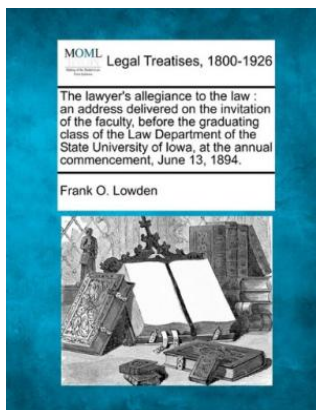 MOML Legal Treatises, 1800-1926
The lawyer's allegiance to the law :
an address delivered on the invitation
of the faculty, before the graduating
class of the Law Department of the
State University of Iowa, at the annual
commencement, June 13, 1894.
Frank O. Lowden